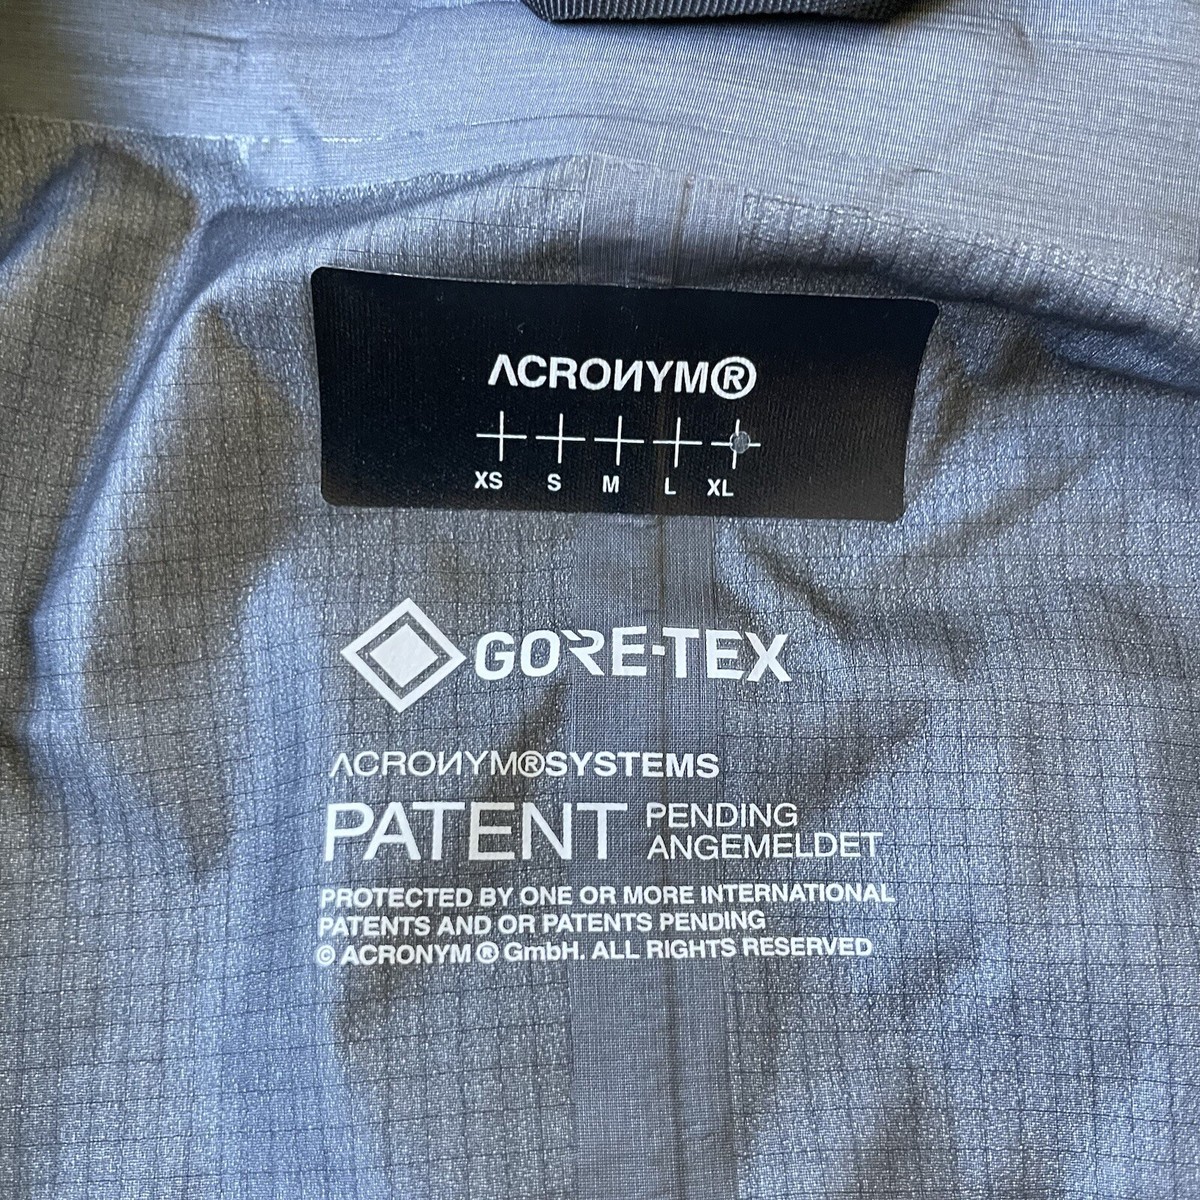 ACRONYM®
XS S M L XL
GORE-TEX
ACRONYM®SYSTEMS
PATENT PENDING
ANGEMELDET
PROTECTED BY ONE OR MORE INTERNATIONAL
PATENTS AND OR PATENTS PENDING
© ACRONYM ® GmbH. ALL RIGHTS RESERVED